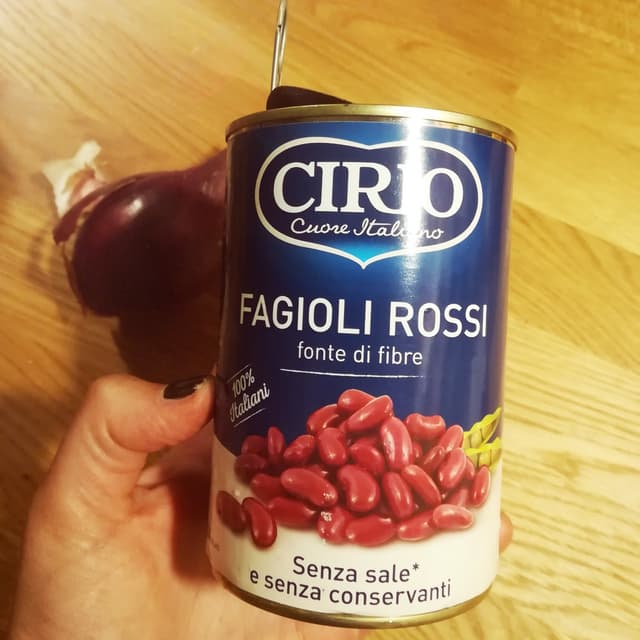 CIRIO
Cuore Italiano
FAGIOLI ROSSI
fonte di fibre
100%
Italiani
Senza sale*
e senza conservanti